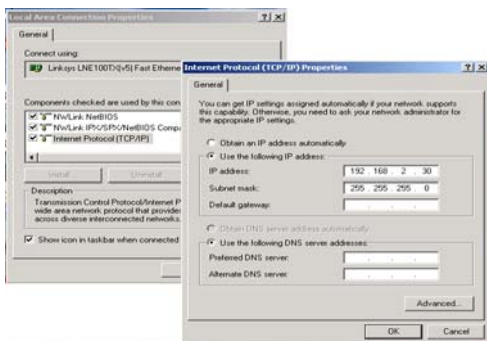 Local Area Connection Properties
General
Connect using:
Linksys LNE100TX(v5) Fast Etherne
Components checked are used by this con
NWLink NetBIOS
NWLink IPX/SPX/NetBIOS Compa
Internet Protocol (TCP/IP)
Install...
Uninstall
Description
Transmission Control Protocol/Internet P
wide area network protocol that provides
across diverse interconnected networks.
Show icon in taskbar when connected
Internet Protocol (TCP/IP) Properties
General
You can get IP settings assigned automatically if your network supports
this capability. Otherwise, you need to ask your network administrator for
the appropriate IP settings.
Obtain an IP address automatically
Use the following IP address:
IP address: 192 . 168 . 2 . 30
Subnet mask: 255 . 255 . 255 . 0
Default gateway:
Obtain DNS server address automatically
Use the following DNS server addresses:
Preferred DNS server:
Alternate DNS server:
Advanced...
OK
Cancel